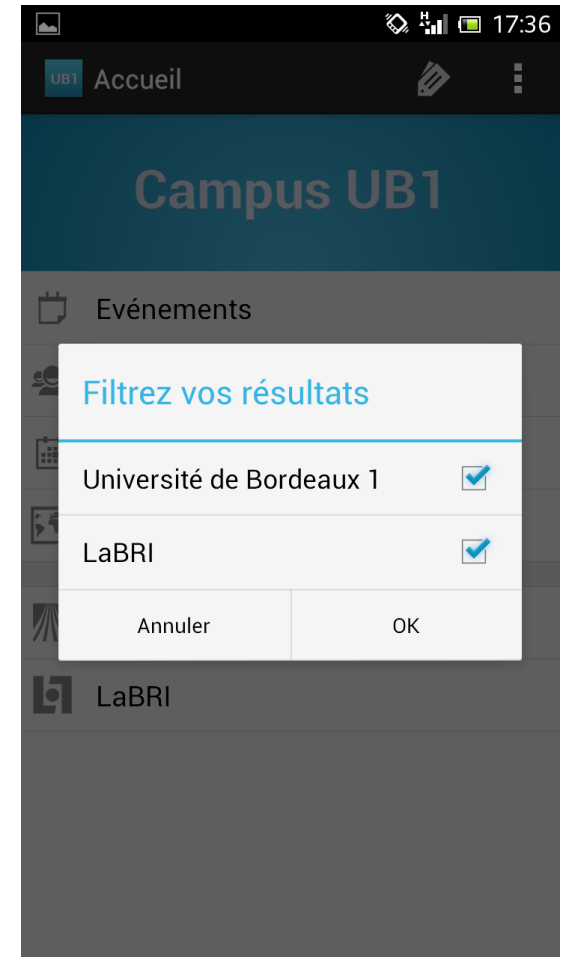 H
17:36
UB1
Accueil
Campus UB1
Evénements
Filtrez vos résultats
Université de Bordeaux 1
LaBRI
Annuler
OK
LaBRI